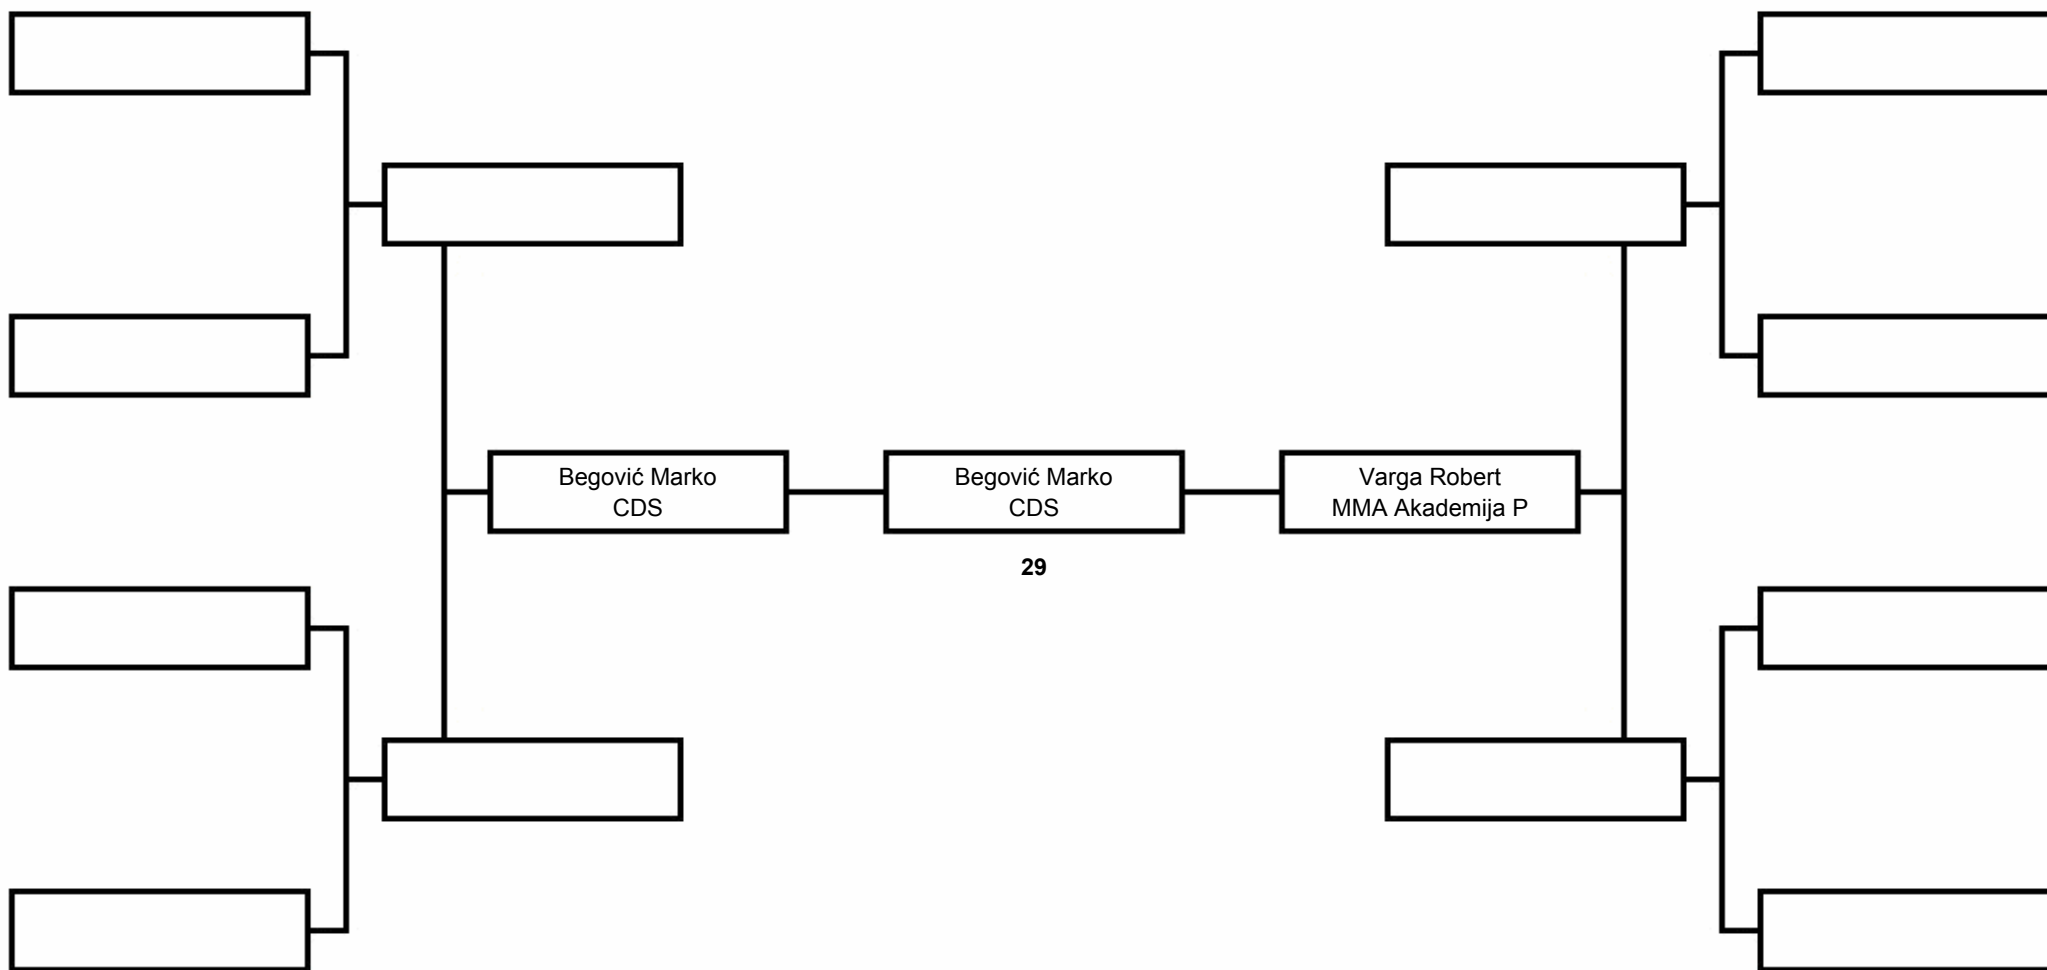 Begović Marko
CDS
Begović Marko
CDS
Varga Robert
MMA Akademija P
29